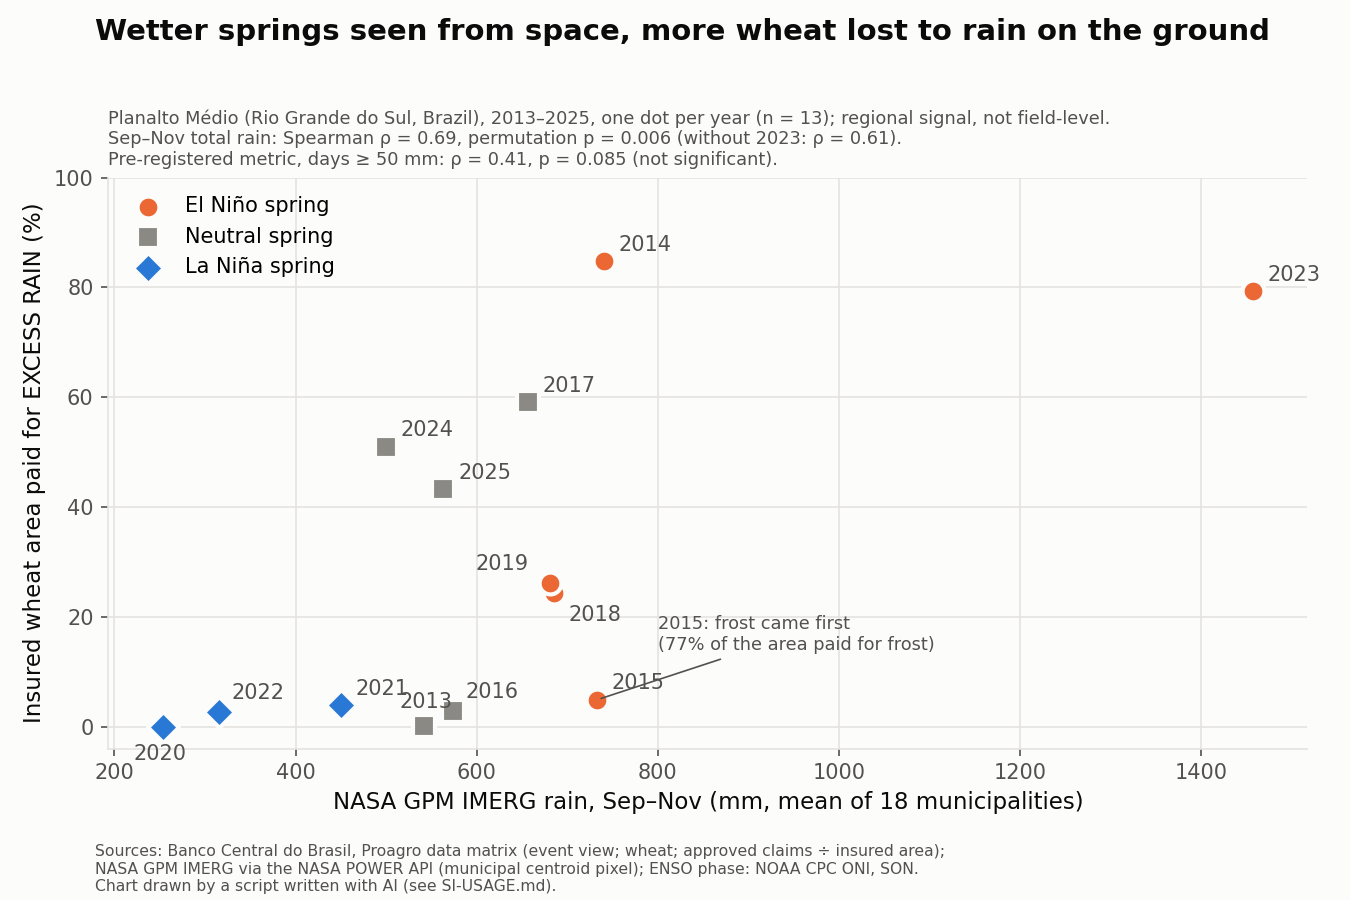 Wetter springs seen from space, more wheat lost to rain on the ground
Planalto Médio (Rio Grande do Sul, Brazil), 2013–2025, one dot per year (n = 13); regional signal, not field-level.
Sep–Nov total rain: Spearman ρ = 0.69, permutation p = 0.006 (without 2023: ρ = 0.61).
Pre-registered metric, days ≥ 50 mm: ρ = 0.41, p = 0.085 (not significant).
Insured wheat area paid for EXCESS RAIN (%)
100
80
60
40
20
0
El Niño spring
Neutral spring
La Niña spring
2014
2023
2017
2024
2025
2019
2018
2015: frost came first
(77% of the area paid for frost)
2015
2022
2021
2013
2016
2020
200 400 600 800 1000 1200 1400
NASA GPM IMERG rain, Sep–Nov (mm, mean of 18 municipalities)
Sources: Banco Central do Brasil, Proagro data matrix (event view; wheat; approved claims ÷ insured area);
NASA GPM IMERG via the NASA POWER API (municipal centroid pixel); ENSO phase: NOAA CPC ONI, SON.
Chart drawn by a script written with AI (see SI-USAGE.md).